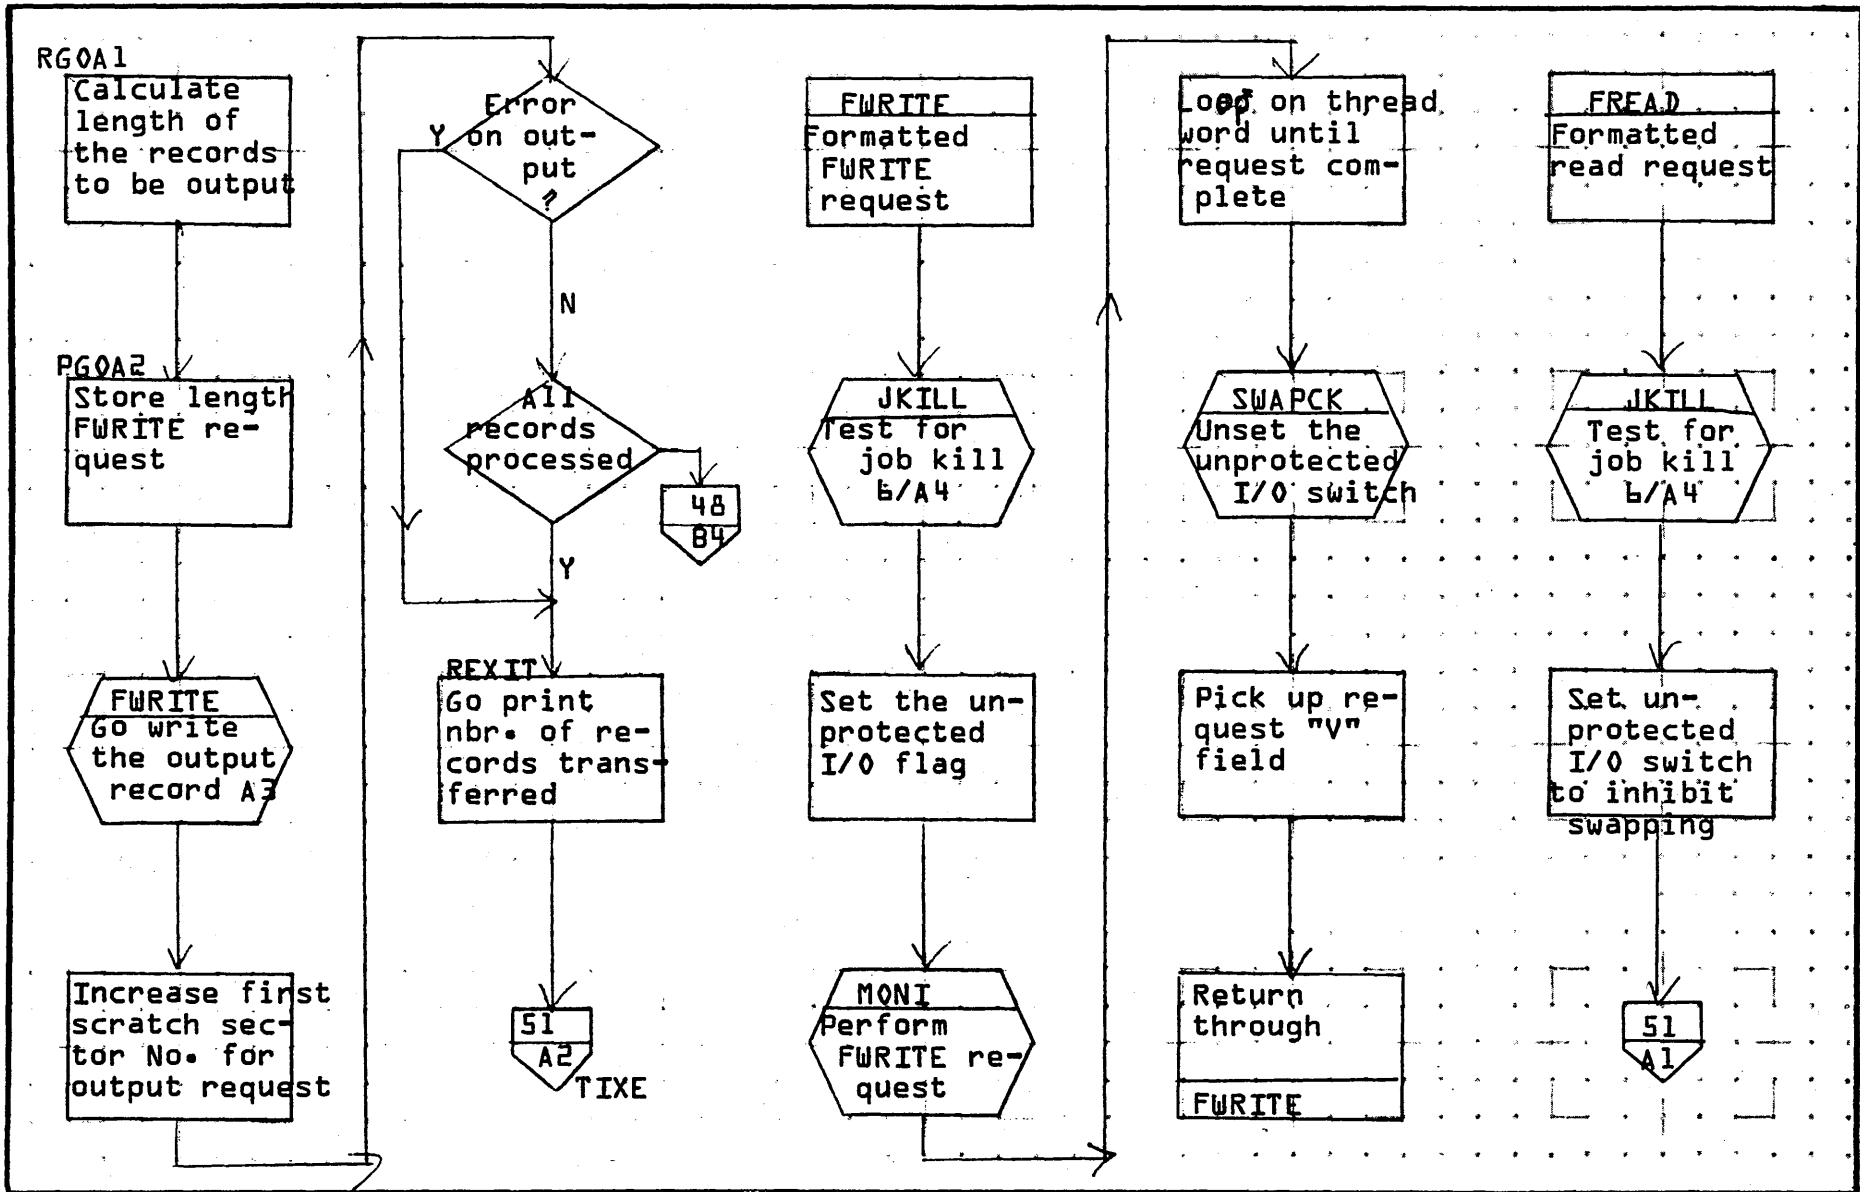 RGOA1
Calculate
length of
the records
to be output
PGOA2
Store length
FWRITE re-
quest
FWRITE
Go write
the output
record A3
Increase first
scratch sec-
tor No. for
output request
Error
Y
on out-
put
?
N
All
records
processed
48
B4
Y
REXIT
Go print
nbr. of re-
cords trans-
ferred
51
A2
TIXE
FWRITE
Formatted
FWRITE
request
JKILL
Test for
job kill
6/A4
Set the un-
protected
I/O flag
MONI
Perform
FWRITE re-
quest
Loop on thread
word until
request com-
plete
SWAPCK
Unset the
unprotected
I/O switch
Pick up re-
quest "V"
field
Return
through
FWRITE
FREAD
Formatted
read request
JKILL
Test for
job kill
6/A4
Set un-
protected
I/O switch
to inhibit
swapping
51
A1